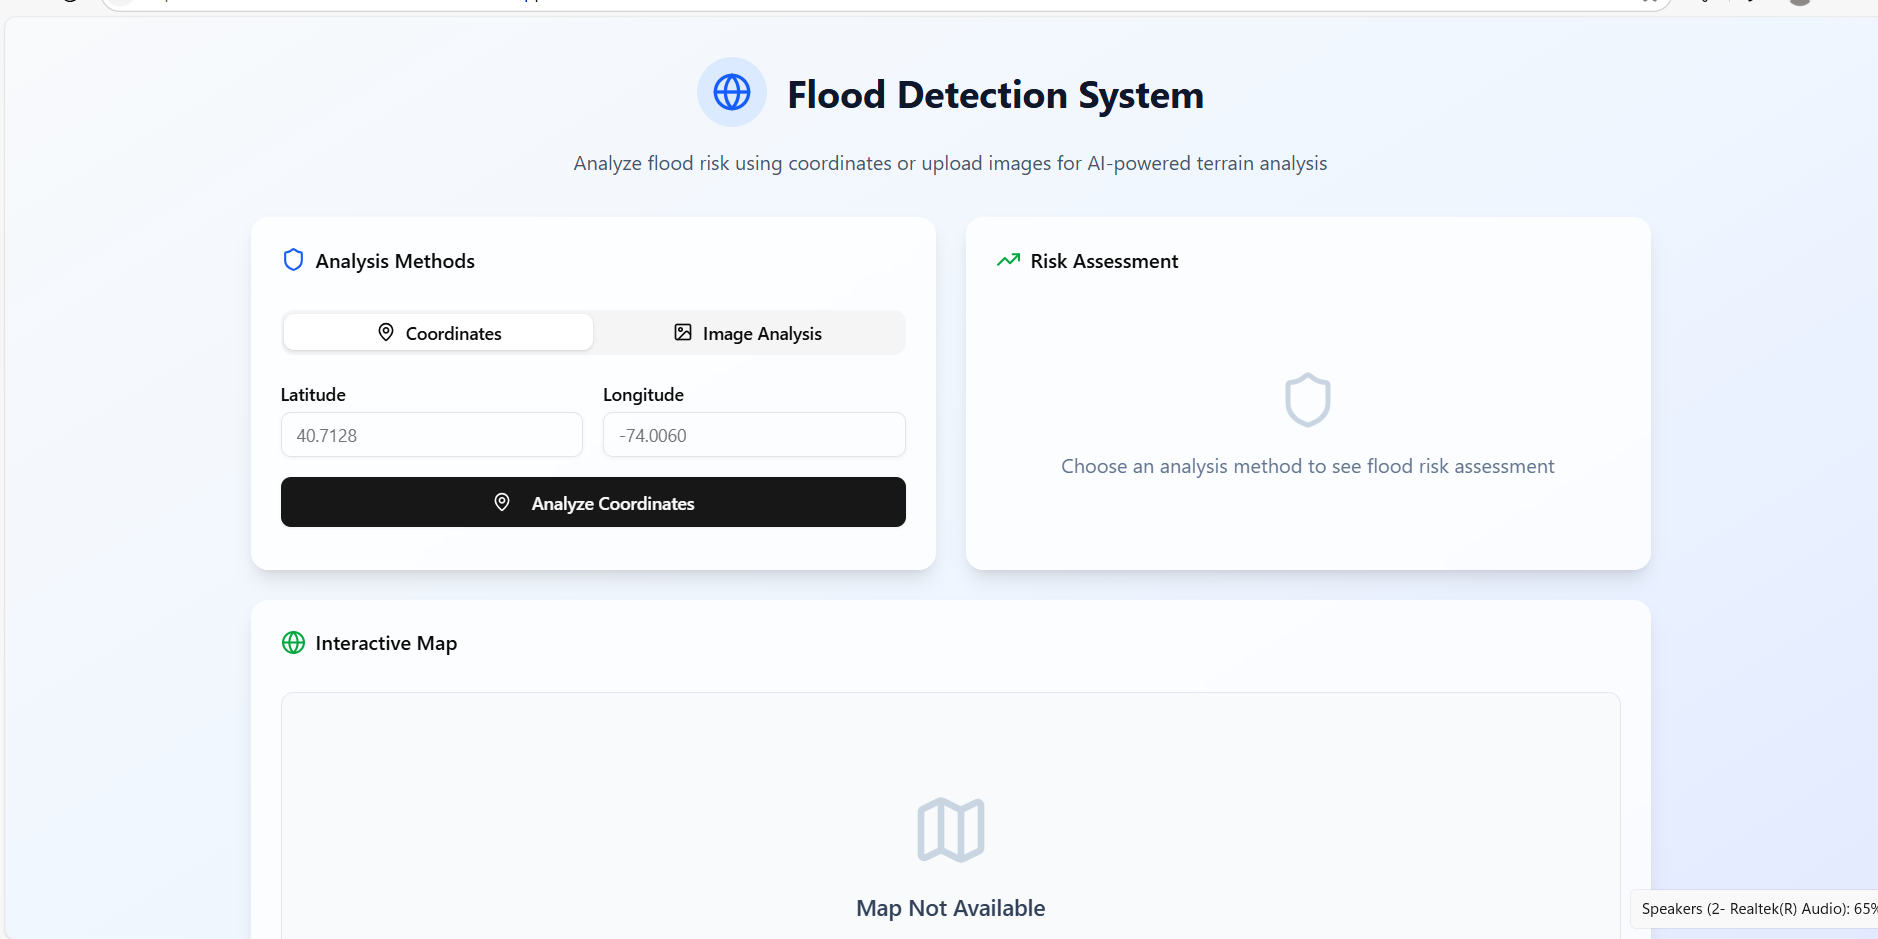 Flood Detection System
Analyze flood risk using coordinates or upload images for AI-powered terrain analysis
Analysis Methods
Coordinates
Image Analysis
Latitude
Longitude
40.7128
-74.0060
Analyze Coordinates
Risk Assessment
Choose an analysis method to see flood risk assessment
Interactive Map
Map Not Available
Speakers (2- Realtek(R) Audio): 65%